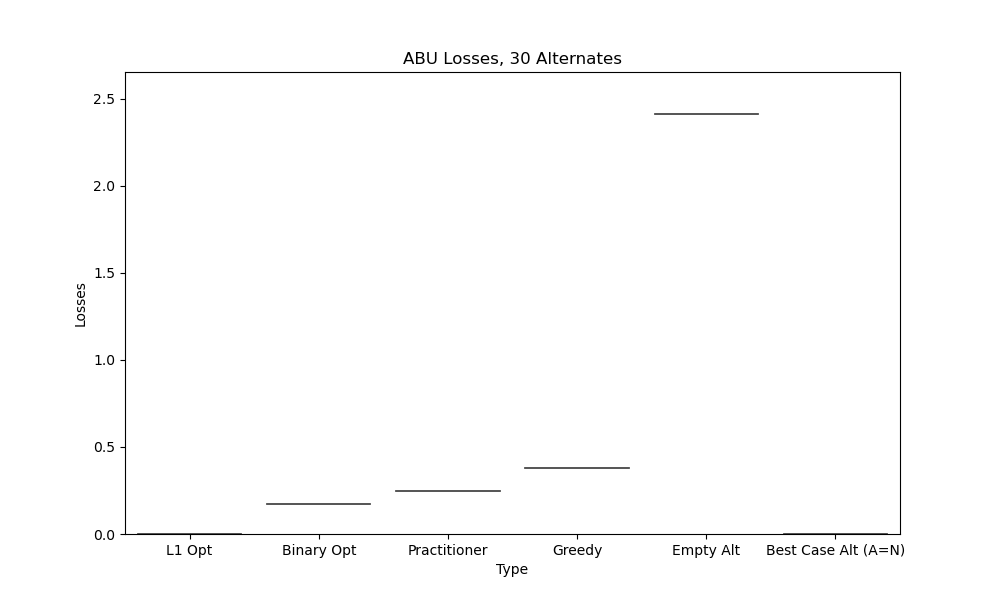 ABU Losses, 30 Alternates
Losses
2.5
2.0
1.5
1.0
0.5
0.0
L1 Opt Binary Opt Practitioner Greedy Empty Alt Best Case Alt (A=N)
Type